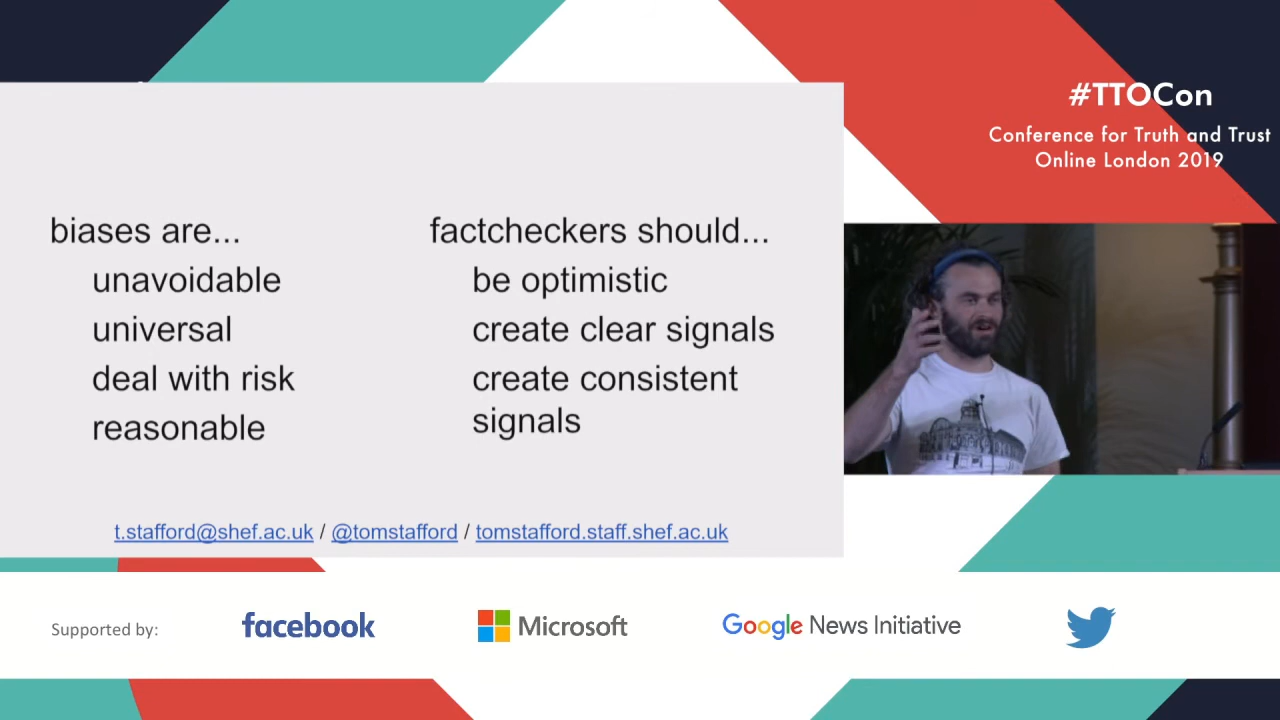 #TTOCon
Conference for Truth and Trust
Online London 2019
biases are...
unavoidable
universal
deal with risk
reasonable
factcheckers should...
be optimistic
create clear signals
create consistent
signals
t.stafford@shef.ac.uk / @tomstafford / tomstafford.staff.shef.ac.uk
Supported by:
facebook
Microsoft
Google News Initiative